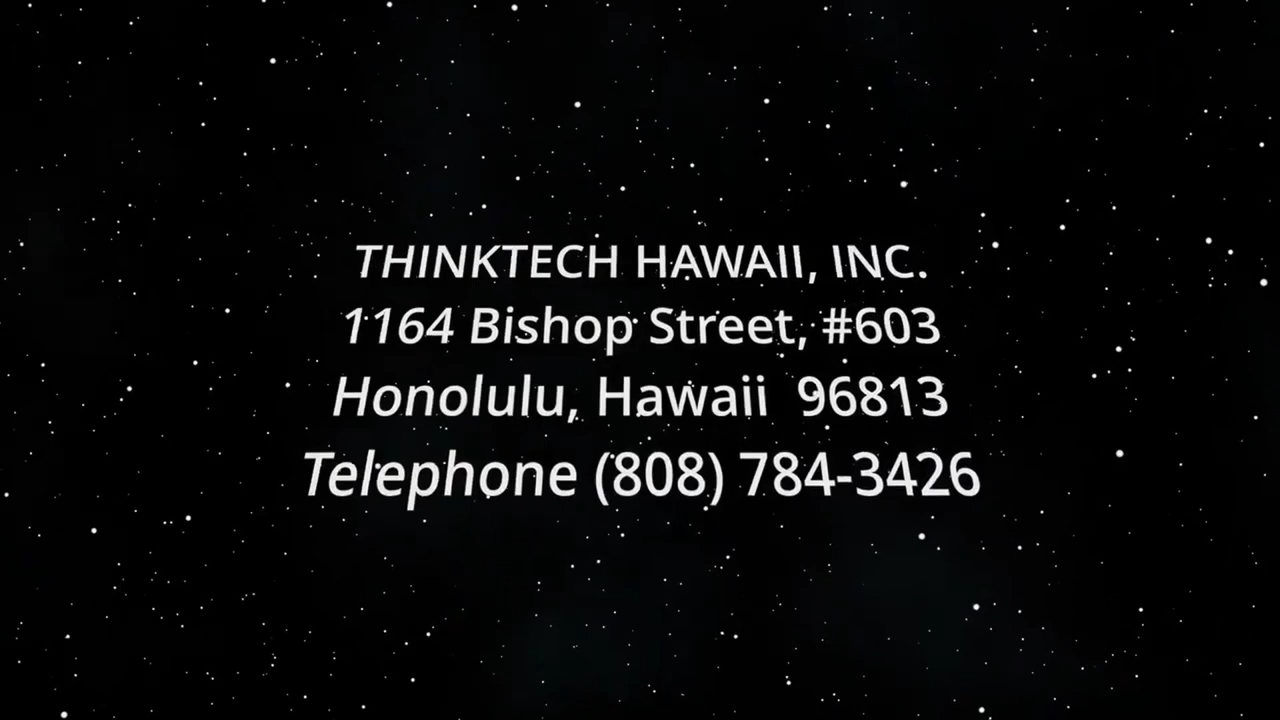 THINKTECH HAWAII, INC.
1164 Bishop Street, #603
Honolulu, Hawaii  96813
Telephone (808) 784-3426